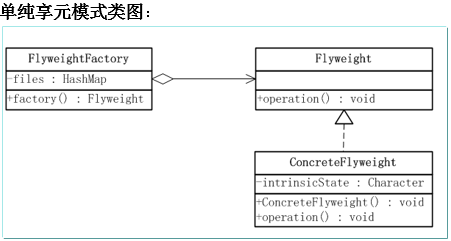 单纯享元模式类图：
FlyweightFactory
-files : HashMap
+factory() : Flyweight
Flyweight
+operation() : void
ConcreteFlyweight
-intrinsicState : Character
+ConcreteFlyweight() : void
+operation() : void